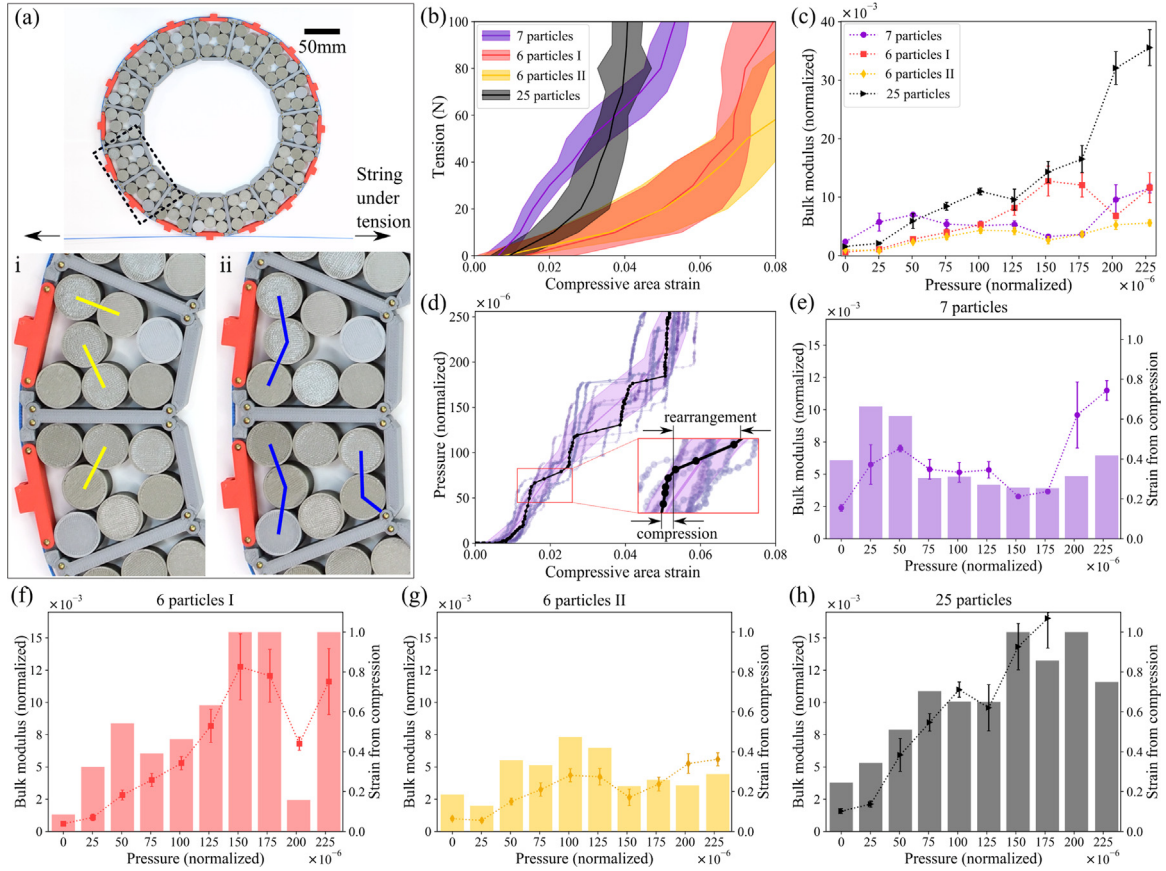 (a)
50mm
String
under
tension
i
ii
(b)
Tension (N)
100
80
60
40
20
0
7 particles
6 particles I
6 particles II
25 particles
0.00 0.02 0.04 0.06 0.08
Compressive area strain
(c)
×10⁻³
Bulk modulus (normalized)
40
30
20
10
0
7 particles
6 particles I
6 particles II
25 particles
0 25 50 75 100 125 150 175 200 225
Pressure (normalized) ×10⁻⁶
(d)
×10⁻⁶
Pressure (normalized)
250
200
150
100
50
0
rearrangement
compression
0.00 0.02 0.04 0.06 0.08
Compressive area strain
(e)
7 particles
×10⁻³
Bulk modulus (normalized)
15
12
10
8
5
2
0
Strain from compression
1.0
0.8
0.6
0.4
0.2
0.0
0 25 50 75 100 125 150 175 200 225
Pressure (normalized) ×10⁻⁶
(f)
6 particles I
×10⁻³
Bulk modulus (normalized)
15
12
10
8
5
2
0
Strain from compression
1.0
0.8
0.6
0.4
0.2
0.0
0 25 50 75 100 125 150 175 200 225
Pressure (normalized) ×10⁻⁶
(g)
6 particles II
×10⁻³
Bulk modulus (normalized)
15
12
10
8
5
2
0
Strain from compression
1.0
0.8
0.6
0.4
0.2
0.0
0 25 50 75 100 125 150 175 200 225
Pressure (normalized) ×10⁻⁶
(h)
25 particles
×10⁻³
Bulk modulus (normalized)
15
12
10
8
5
2
0
Strain from compression
1.0
0.8
0.6
0.4
0.2
0.0
0 25 50 75 100 125 150 175 200 225
Pressure (normalized) ×10⁻⁶